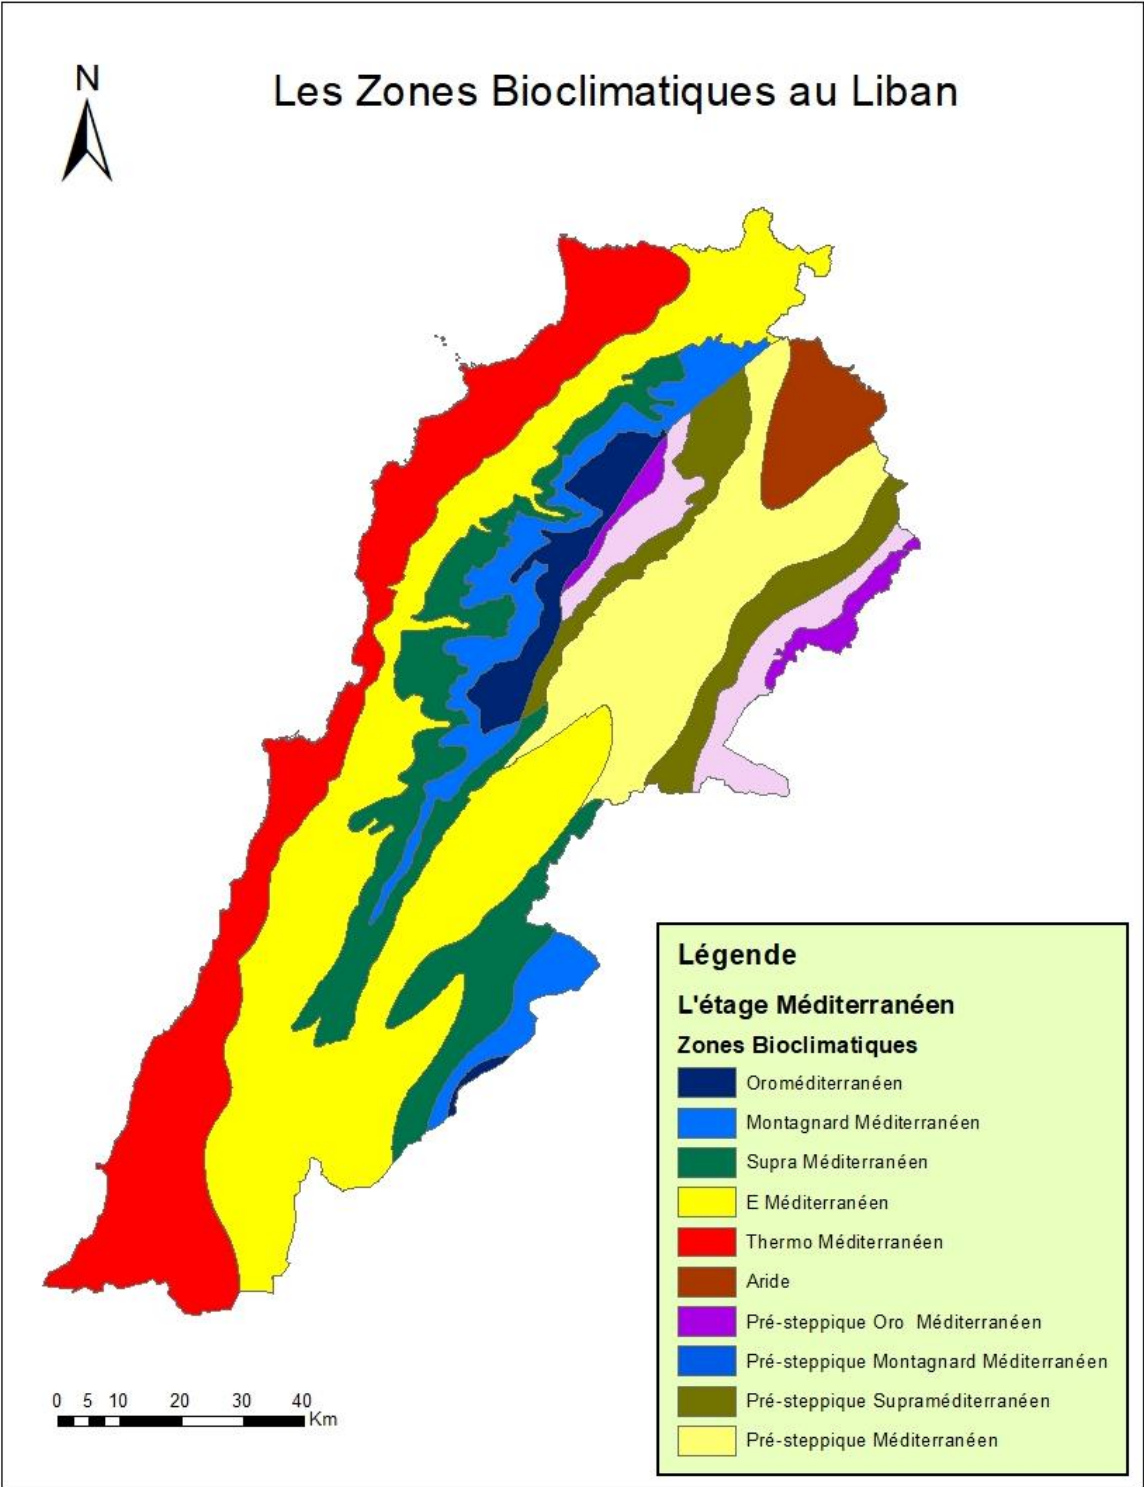 N
Les Zones Bioclimatiques au Liban
Légende
L'étage Méditerranéen
Zones Bioclimatiques
Oroméditerranéen
Montagnard Méditerranéen
Supra Méditerranéen
E Méditerranéen
Thermo Méditerranéen
Aride
Pré-steppique Oro Méditerranéen
Pré-steppique Montagnard Méditerranéen
Pré-steppique Supraméditerranéen
Pré-steppique Méditerranéen
0 5 10 20 30 40
Km